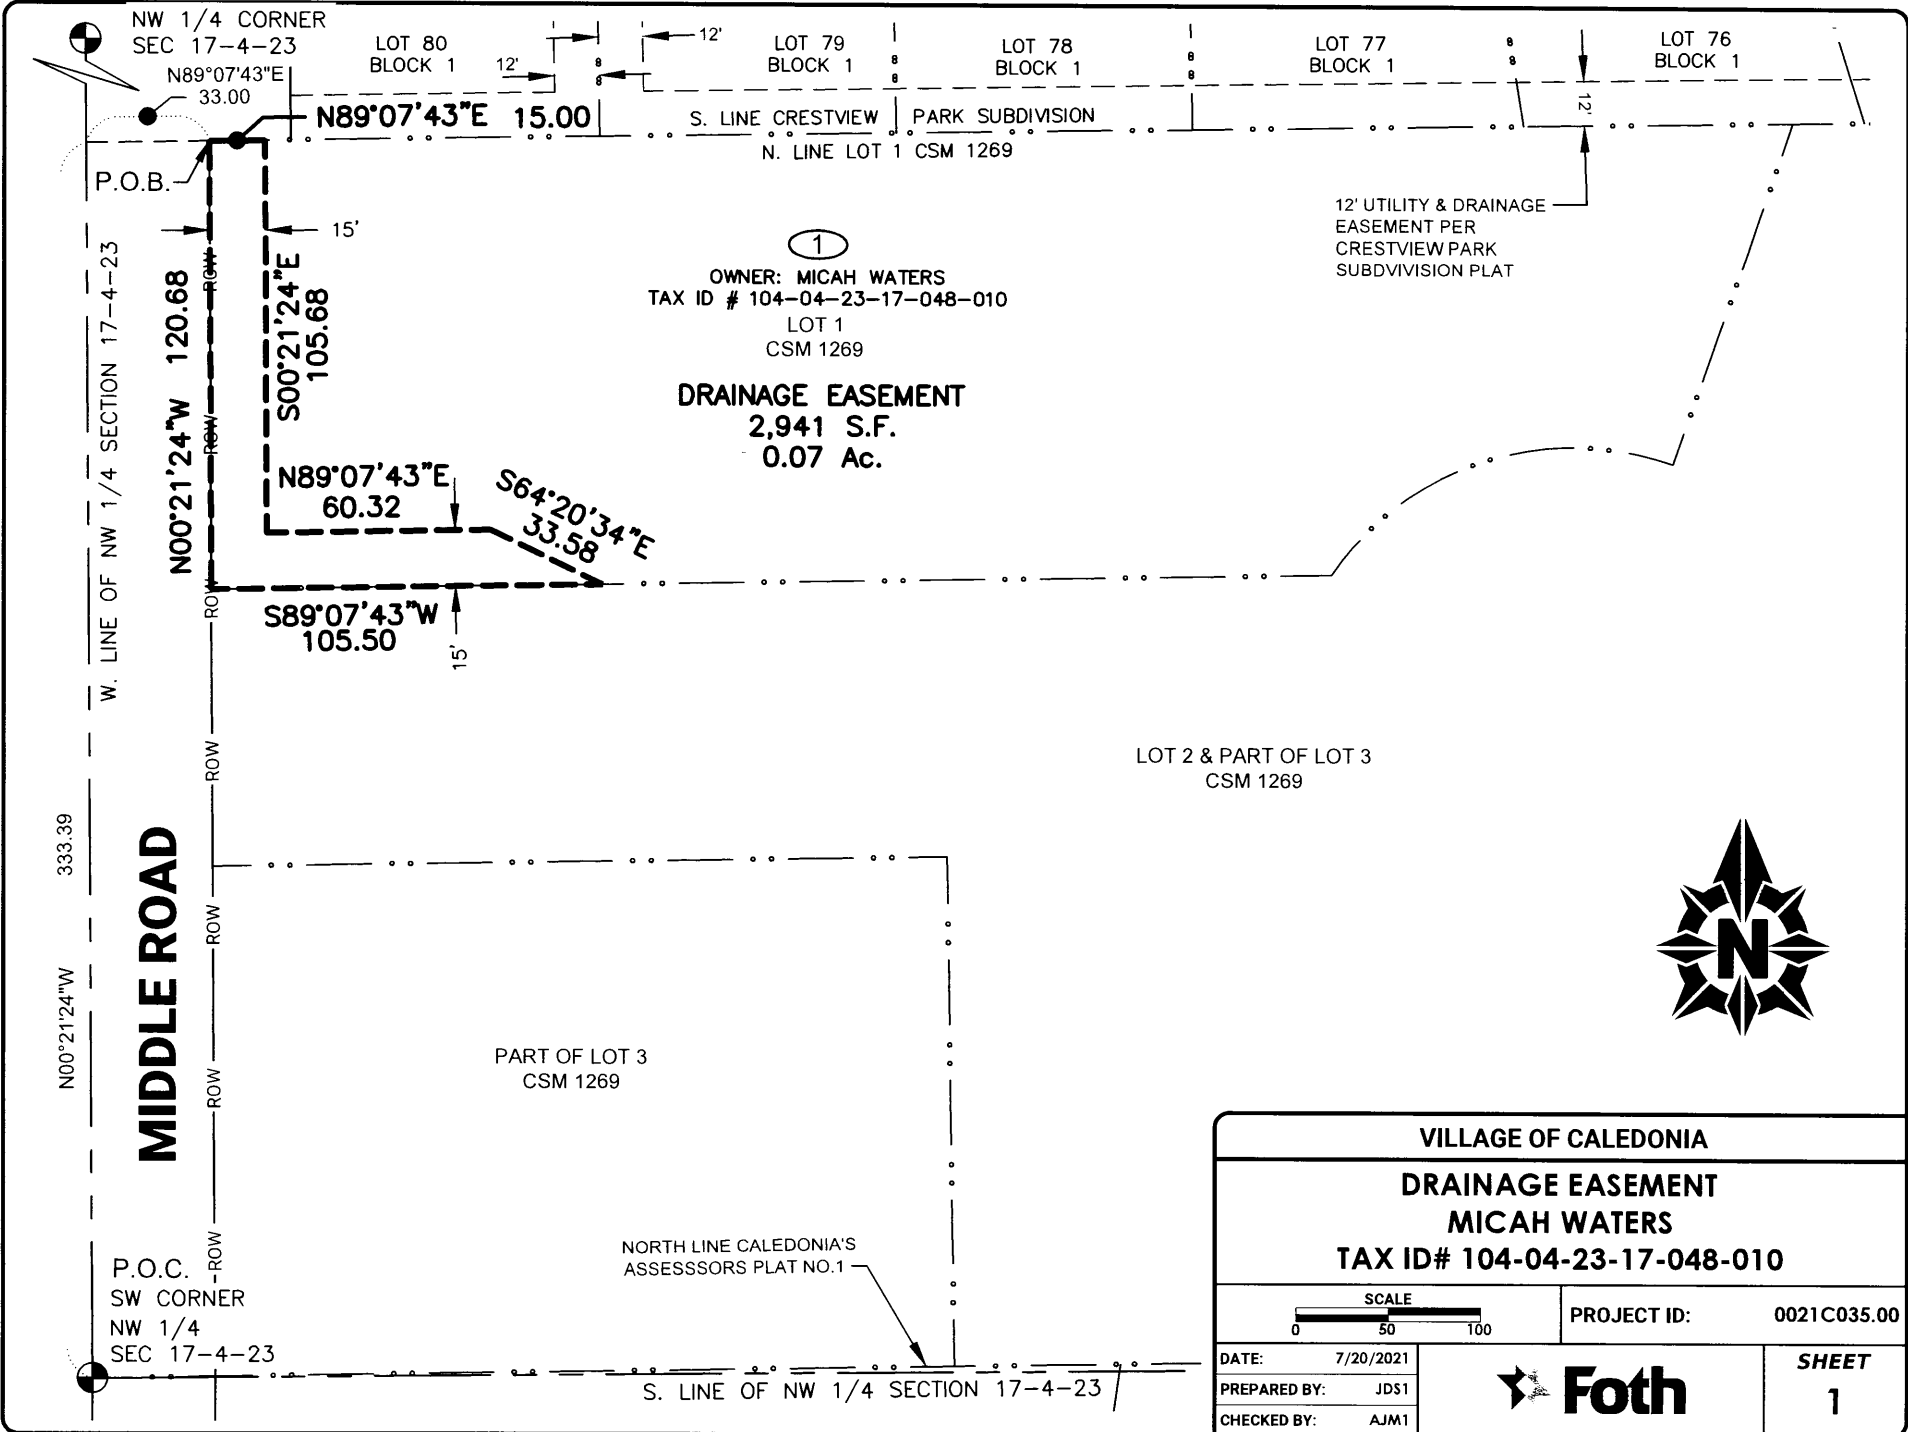 NW 1/4 CORNER
SEC 17-4-23
N89°07'43"E
33.00
LOT 80
BLOCK 1
12'
12'
LOT 79
BLOCK 1
LOT 78
BLOCK 1
LOT 77
BLOCK 1
LOT 76
BLOCK 1
N89°07'43"E 15.00
S. LINE CRESTVIEW PARK SUBDIVISION
N. LINE LOT 1 CSM 1269
12'
P.O.B.
15'
12' UTILITY & DRAINAGE
EASEMENT PER
CRESTVIEW PARK
SUBDVIVISION PLAT
1
OWNER: MICAH WATERS
TAX ID # 104-04-23-17-048-010
LOT 1
CSM 1269
DRAINAGE EASEMENT
2,941 S.F.
0.07 Ac.
W. LINE OF NW 1/4 SECTION 17-4-23
N00°21'24"W 120.68
ROW
ROW
ROW
S00°21'24"E
105.68
N89°07'43"E
60.32
S64°20'34"E
33.58
S89°07'43"W
105.50
15'
LOT 2 & PART OF LOT 3
CSM 1269
ROW
333.39
MIDDLE ROAD
ROW
N00°21'24"W
ROW
PART OF LOT 3
CSM 1269
N
NORTH LINE CALEDONIA'S
ASSESSSORS PLAT NO.1
ROW
P.O.C.
SW CORNER
NW 1/4
SEC 17-4-23
S. LINE OF NW 1/4 SECTION 17-4-23
VILLAGE OF CALEDONIA
DRAINAGE EASEMENT
MICAH WATERS
TAX ID# 104-04-23-17-048-010
SCALE
0 50 100
PROJECT ID: 0021C035.00
DATE: 7/20/2021
PREPARED BY: JDS1
CHECKED BY: AJM1
Foth
SHEET
1